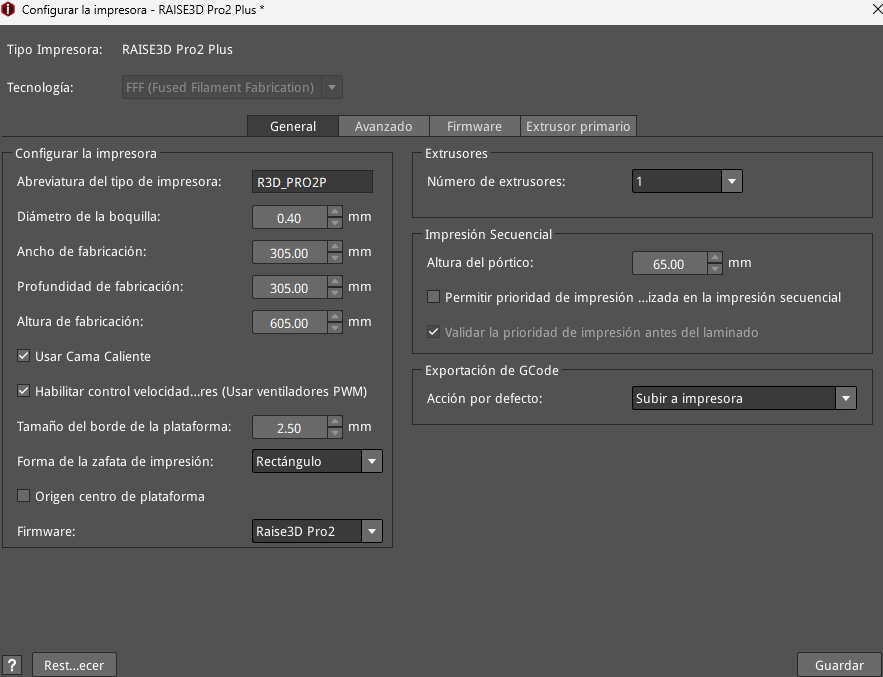 Configurar la impresora - RAISE3D Pro2 Plus *
Tipo Impresora: RAISE3D Pro2 Plus
Tecnología: FFF (Fused Filament Fabrication)
General Avanzado Firmware Extrusor primario
Configurar la impresora
Abreviatura del tipo de impresora: R3D_PRO2P
Diámetro de la boquilla: 0.40 mm
Ancho de fabricación: 305.00 mm
Profundidad de fabricación: 305.00 mm
Altura de fabricación: 605.00 mm
Usar Cama Caliente
Habilitar control velocidad...res (Usar ventiladores PWM)
Tamaño del borde de la plataforma: 2.50 mm
Forma de la zafata de impresión: Rectángulo
Origen centro de plataforma
Firmware: Raise3D Pro2
Extrusores
Número de extrusores: 1
Impresión Secuencial
Altura del pórtico: 65.00 mm
Permitir prioridad de impresión ...izada en la impresión secuencial
Validar la prioridad de impresión antes del laminado
Exportación de GCode
Acción por defecto: Subir a impresora
? Rest...ecer Guardar